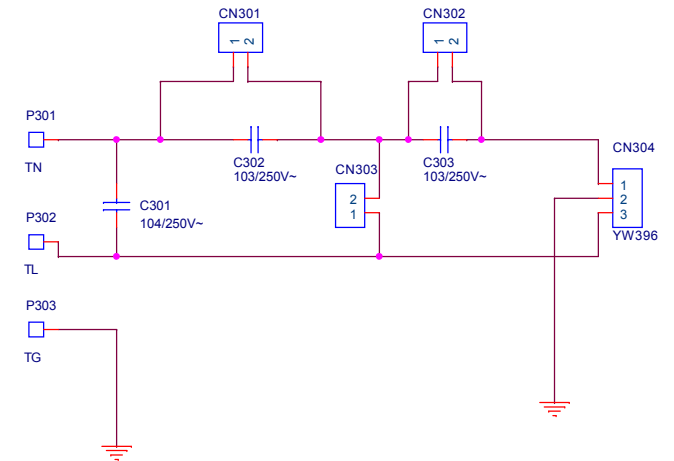 CN301
1 2
CN302
1 2
P301
TN
C302
103/250V~
CN303
2
1
C303
103/250V~
CN304
1
2
3
YW396
C301
104/250V~
P302
TL
P303
TG